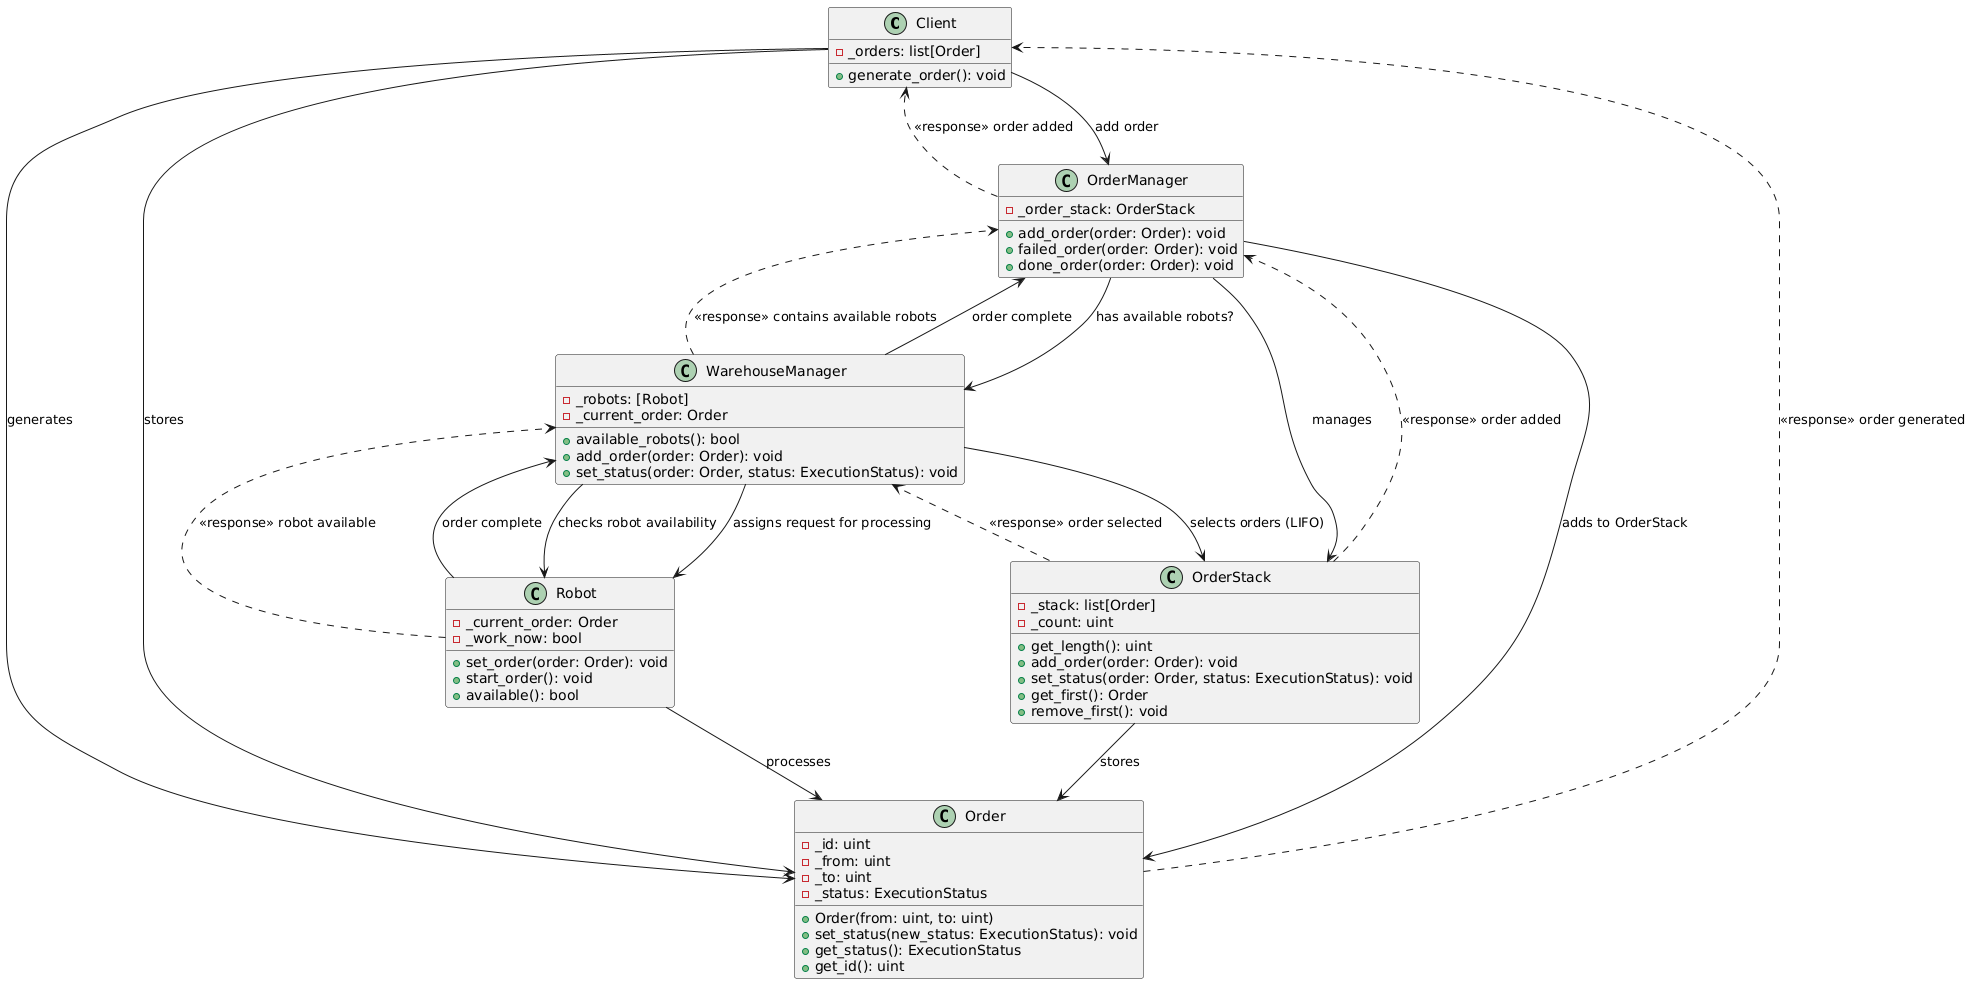 C Client
_orders: list[Order]
generate_order(): void
«response» order added
add order
C OrderManager
_order_stack: OrderStack
add_order(order: Order): void
failed_order(order: Order): void
done_order(order: Order): void
«response» contains available robots
order complete
has available robots?
C WarehouseManager
_robots: [Robot]
_current_order: Order
available_robots(): bool
add_order(order: Order): void
set_status(order: Order, status: ExecutionStatus): void
generates
stores
manages
«response» order added
«response» order generated
«response» robot available
order complete
checks robot availability
assigns request for processing
«response» order selected
selects orders (LIFO)
adds to OrderStack
C Robot
_current_order: Order
_work_now: bool
set_order(order: Order): void
start_order(): void
available(): bool
C OrderStack
_stack: list[Order]
_count: uint
get_length(): uint
add_order(order: Order): void
set_status(order: Order, status: ExecutionStatus): void
get_first(): Order
remove_first(): void
processes
stores
C Order
_id: uint
_from: uint
_to: uint
_status: ExecutionStatus
Order(from: uint, to: uint)
set_status(new_status: ExecutionStatus): void
get_status(): ExecutionStatus
get_id(): uint